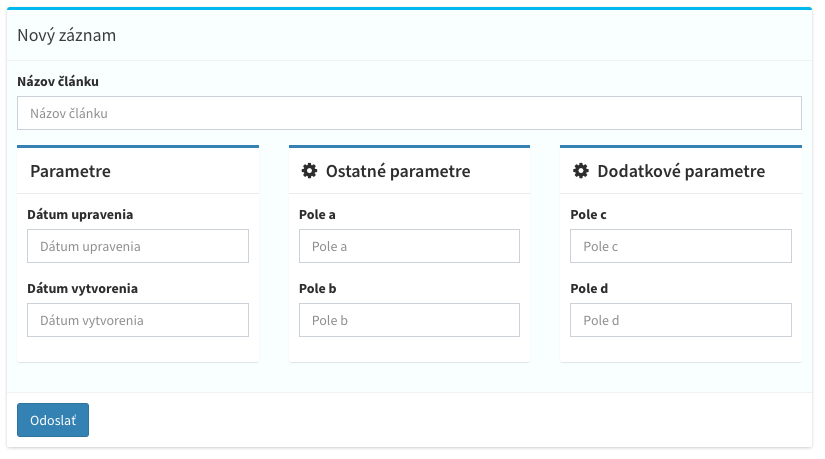 Nový záznam
Názov článku
Názov článku
Parametre
Dátum upravenia
Dátum upravenia
Dátum vytvorenia
Dátum vytvorenia
Ostatné parametre
Pole a
Pole a
Pole b
Pole b
Dodatkové parametre
Pole c
Pole c
Pole d
Pole d
Odoslať